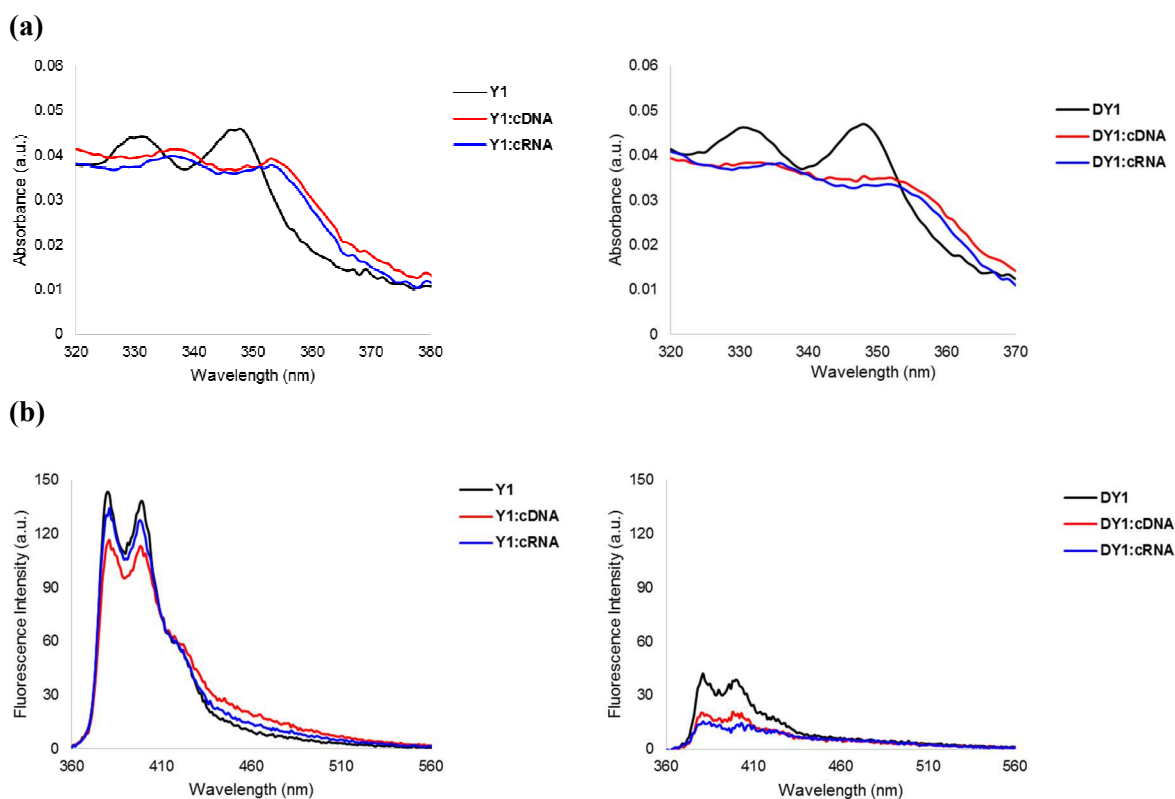 (a)
0.06
0.05
0.04
0.03
0.02
0.01
0
Absorbance (a.u.)
320 330 340 350 360 370 380
Wavelength (nm)
Y1
Y1:cDNA
Y1:cRNA
0.06
0.05
0.04
0.03
0.02
0.01
0
Absorbance (a.u.)
320 330 340 350 360 370
Wavelength (nm)
DY1
DY1:cDNA
DY1:cRNA
(b)
150
120
90
60
30
0
Fluorescence Intensity (a.u.)
360 410 460 510 560
Wavelength (nm)
Y1
Y1:cDNA
Y1:cRNA
150
120
90
60
30
0
Fluorescence Intensity (a.u.)
360 410 460 510 560
Wavelength (nm)
DY1
DY1:cDNA
DY1:cRNA